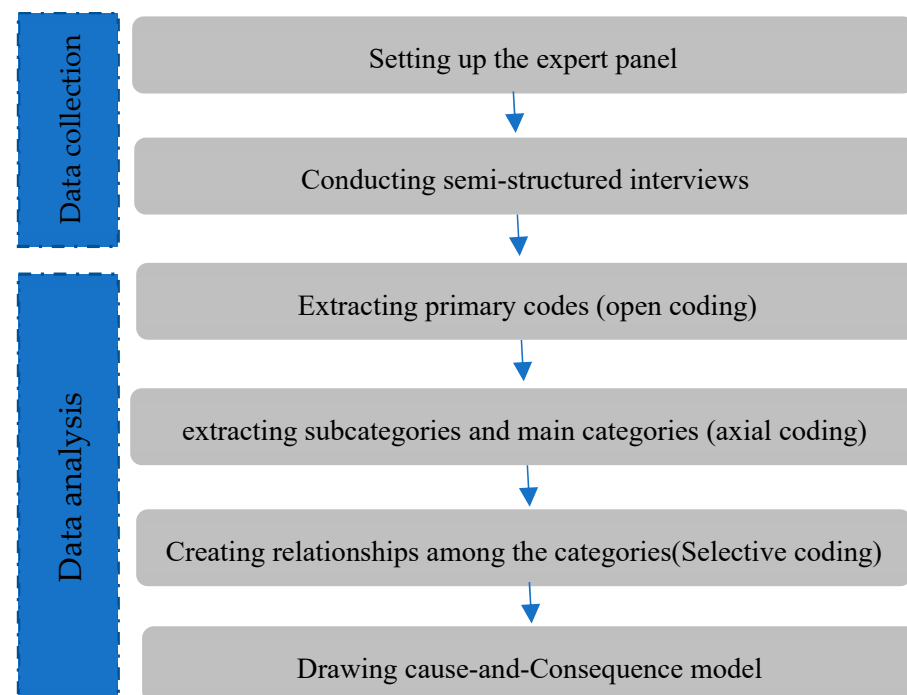 Data collection
Setting up the expert panel
Conducting semi-structured interviews
Data analysis
Extracting primary codes (open coding)
extracting subcategories and main categories (axial coding)
Creating relationships among the categories(Selective coding)
Drawing cause-and-Consequence model